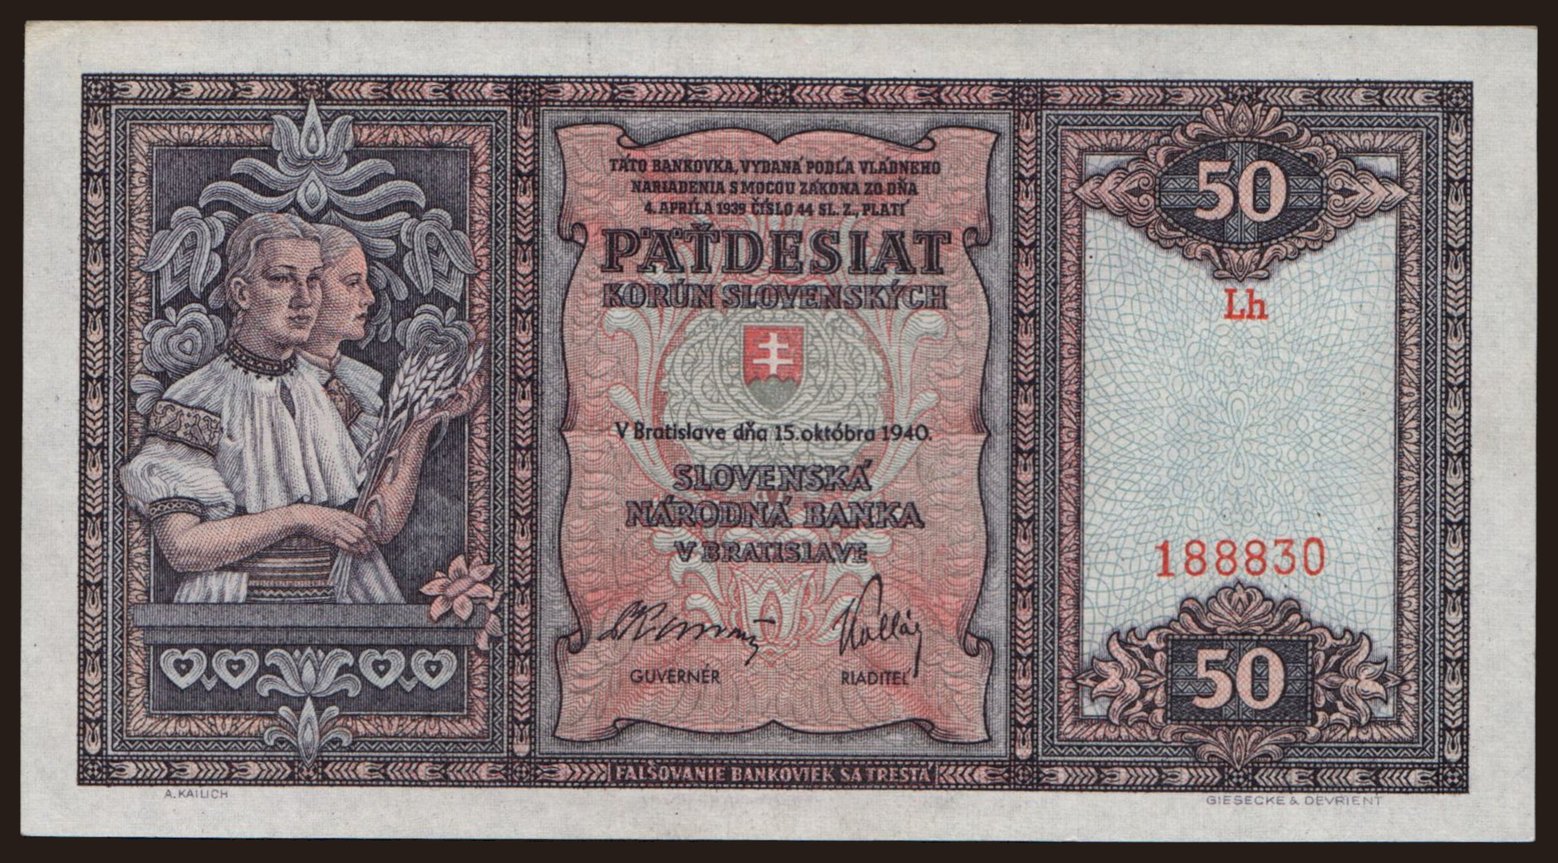 TÁTO BANKOVKA, VYDANÁ PODĽA VLÁDNEHO
NARIADENIA S MOCOU ZÁKONA ZO DŇA
4. APRÍLA 1939 ČÍSLO 44 SL. Z., PLATÍ
PÄŤDESIAT
KORÚN SLOVENSKÝCH
V Bratislave dňa 15. októbra 1940.
SLOVENSKÁ
NÁRODNÁ BANKA
V BRATISLAVE
GUVERNÉR
RIADITEĽ
FALŠOVANIE BANKOVIEK SA TRESTÁ
A. KAILICH
50
Lh
188830
50
GIESECKE & DEVRIENT